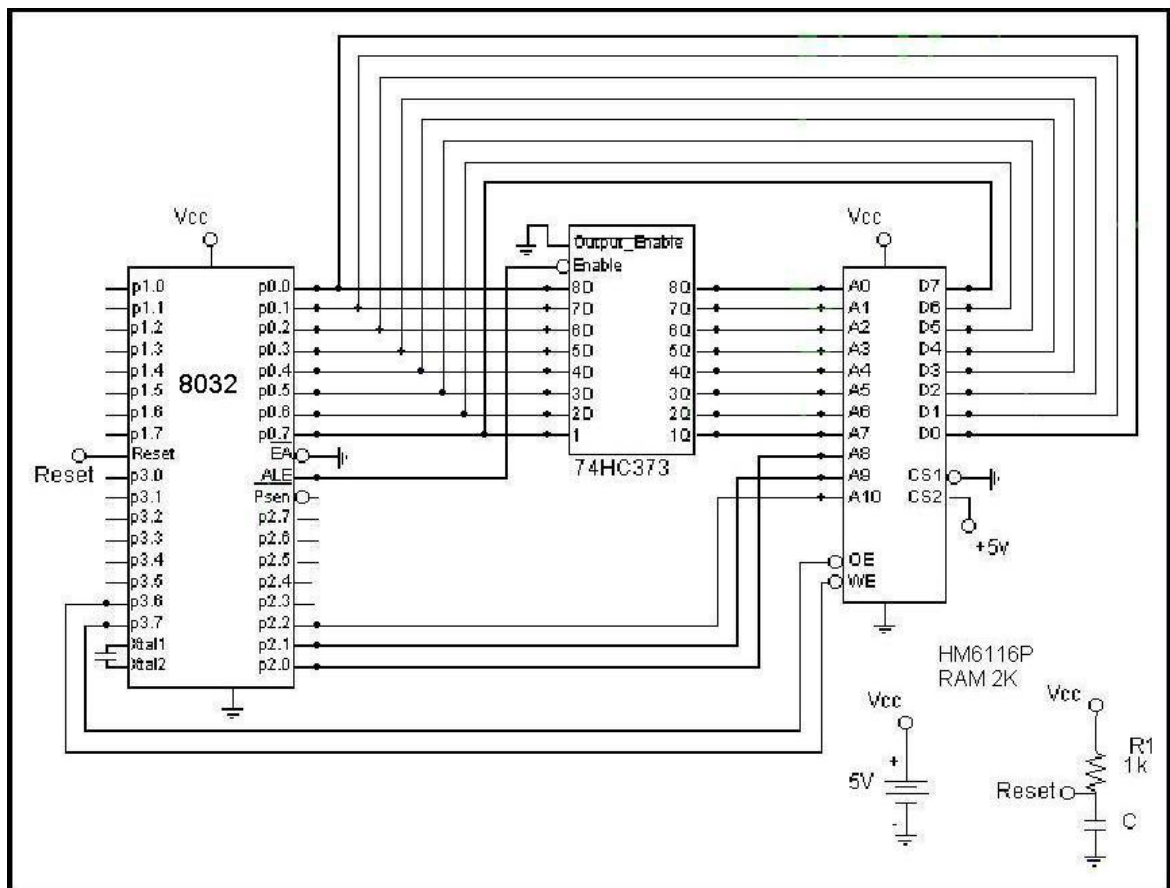 Vcc
p1.0
p1.1
p1.2
p1.3
p1.4
p1.5
p1.6
p1.7
Reset
p3.0
p3.1
p3.2
p3.3
p3.4
p3.5
p3.6
p3.7
Xtal1
Xtal2
8032
p0.0
p0.1
p0.2
p0.3
p0.4
p0.5
p0.6
p0.7
EA
ALE
Psen
p2.7
p2.6
p2.5
p2.4
p2.3
p2.2
p2.1
p2.0
Reset
Output_Enable
Enable
8D 8Q
7D 7Q
6D 6Q
5D 5Q
4D 4Q
3D 3Q
2D 2Q
1 1Q
74HC373
Vcc
A0 D7
A1 D6
A2 D5
A3 D4
A4 D3
A5 D2
A6 D1
A7 D0
A8
A9 CS1
A10 CS2
+5v
OE
WE
HM6116P
RAM 2K
Vcc
+
5V
-
Vcc
R1
1k
Reset
C